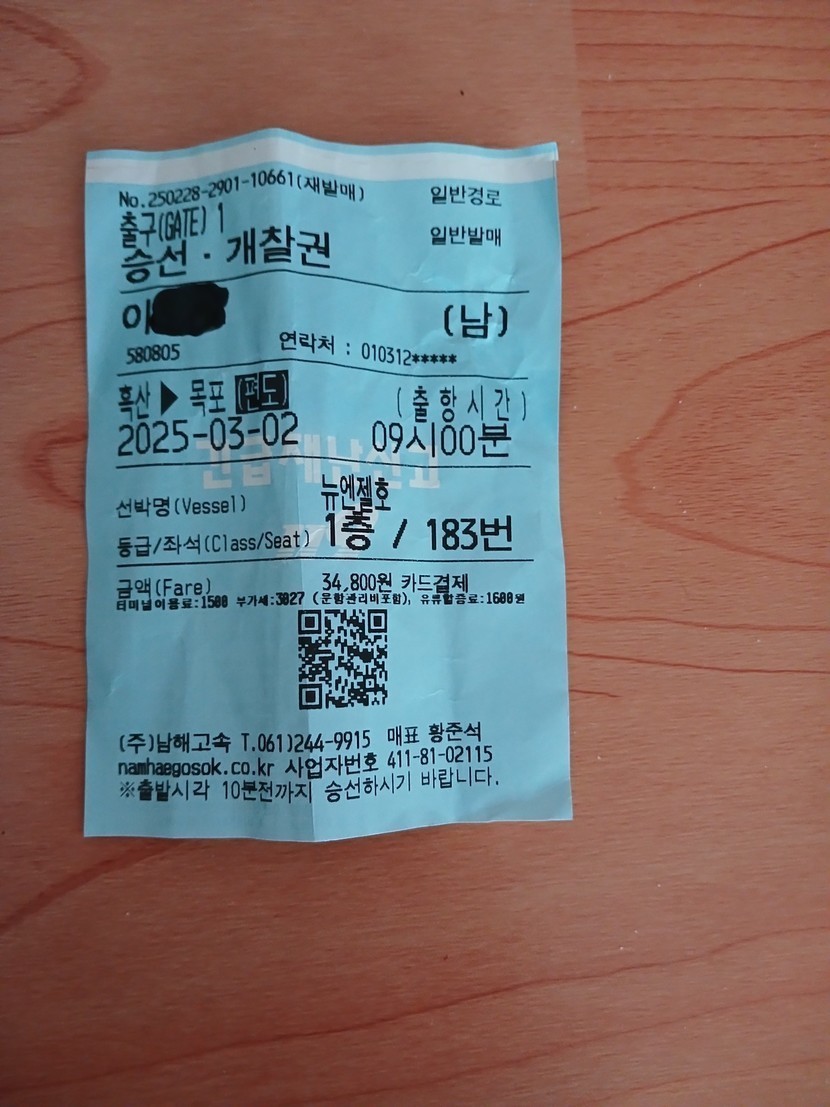 No.250228-2901-10661(재발매) 일반경로
출구(GATE) 1 일반발매
승선 · 개찰권
이 (남)
580805 연락처 : 010312*****
흑산 ▶ 목포 (편도) (출항시간)
2025-03-02 09시00분
긴급재난신고
선박명(Vessel) 뉴엔젤호
등급/좌석(Class/Seat) 1층 / 183번
금액(Fare) 34,800원 카드결제
터미널이용료:1500 부가세:3027 (운항관리비포함), 유류할증료:1600원
(주)남해고속 T.061)244-9915 매표 황준석
namhaegosok.co.kr 사업자번호 411-81-02115
※출발시각 10분전까지 승선하시기 바랍니다.